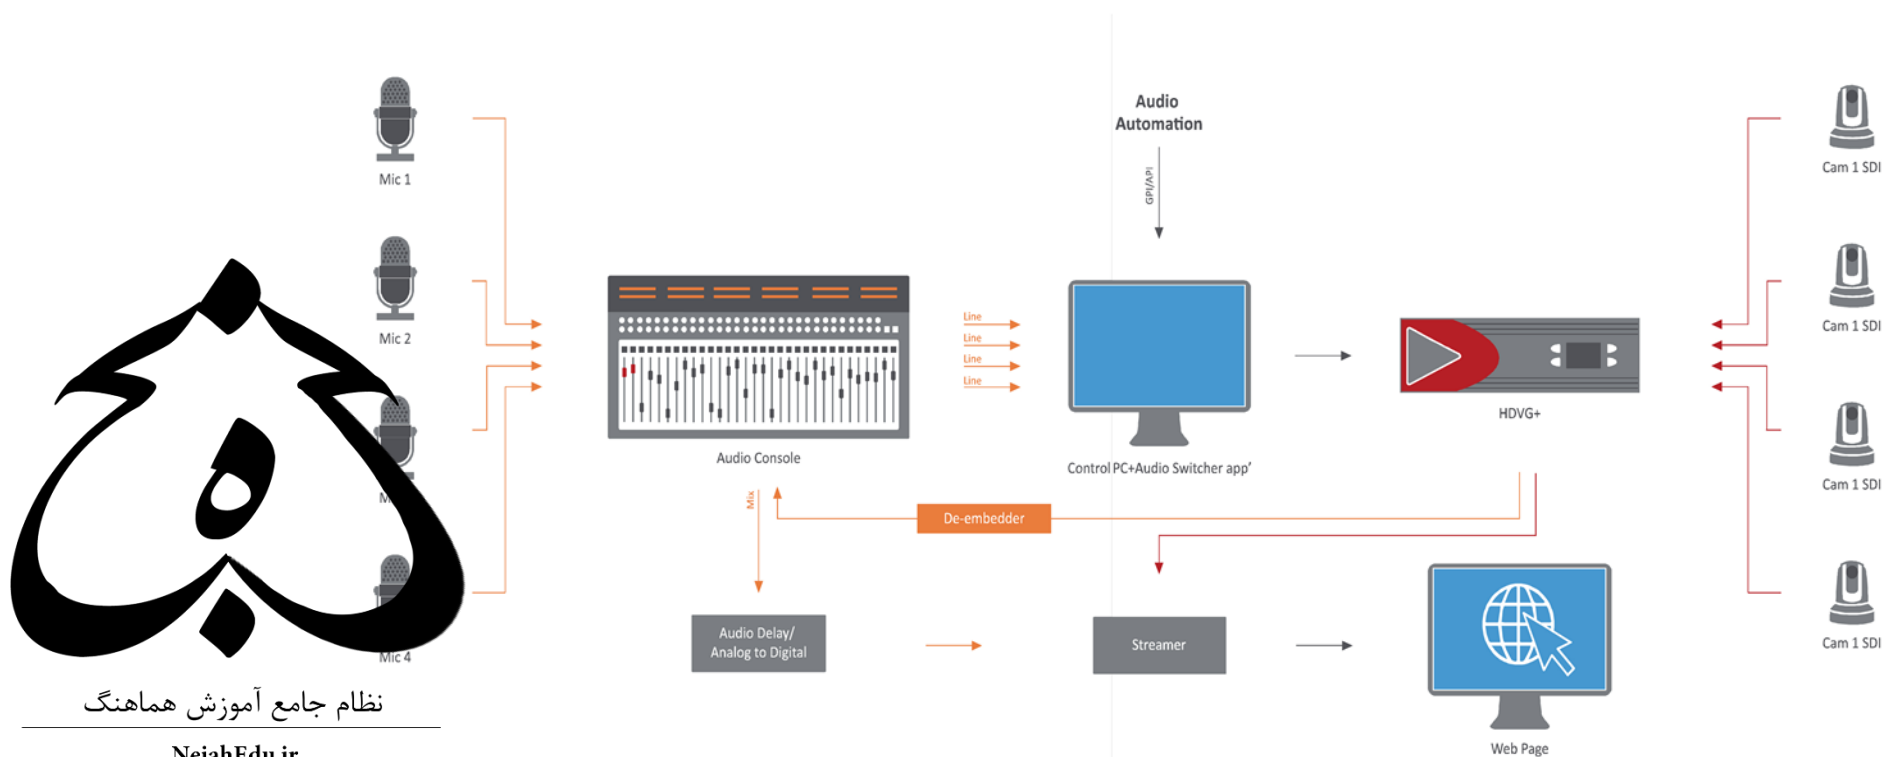 Audio
Automation
GPI/API
Mic 1
Cam 1 SDI
Mic 2
Cam 1 SDI
Line
Line
Line
Line
HDVG+
Audio Console
Control PC+Audio Switcher app'
Cam 1 SDI
Mix
De-embedder
Audio Delay/
Analog to Digital
Streamer
Mic 4
Cam 1 SDI
نظام جامع آموزش هماهنگ
NejahEdu.ir
Web Page